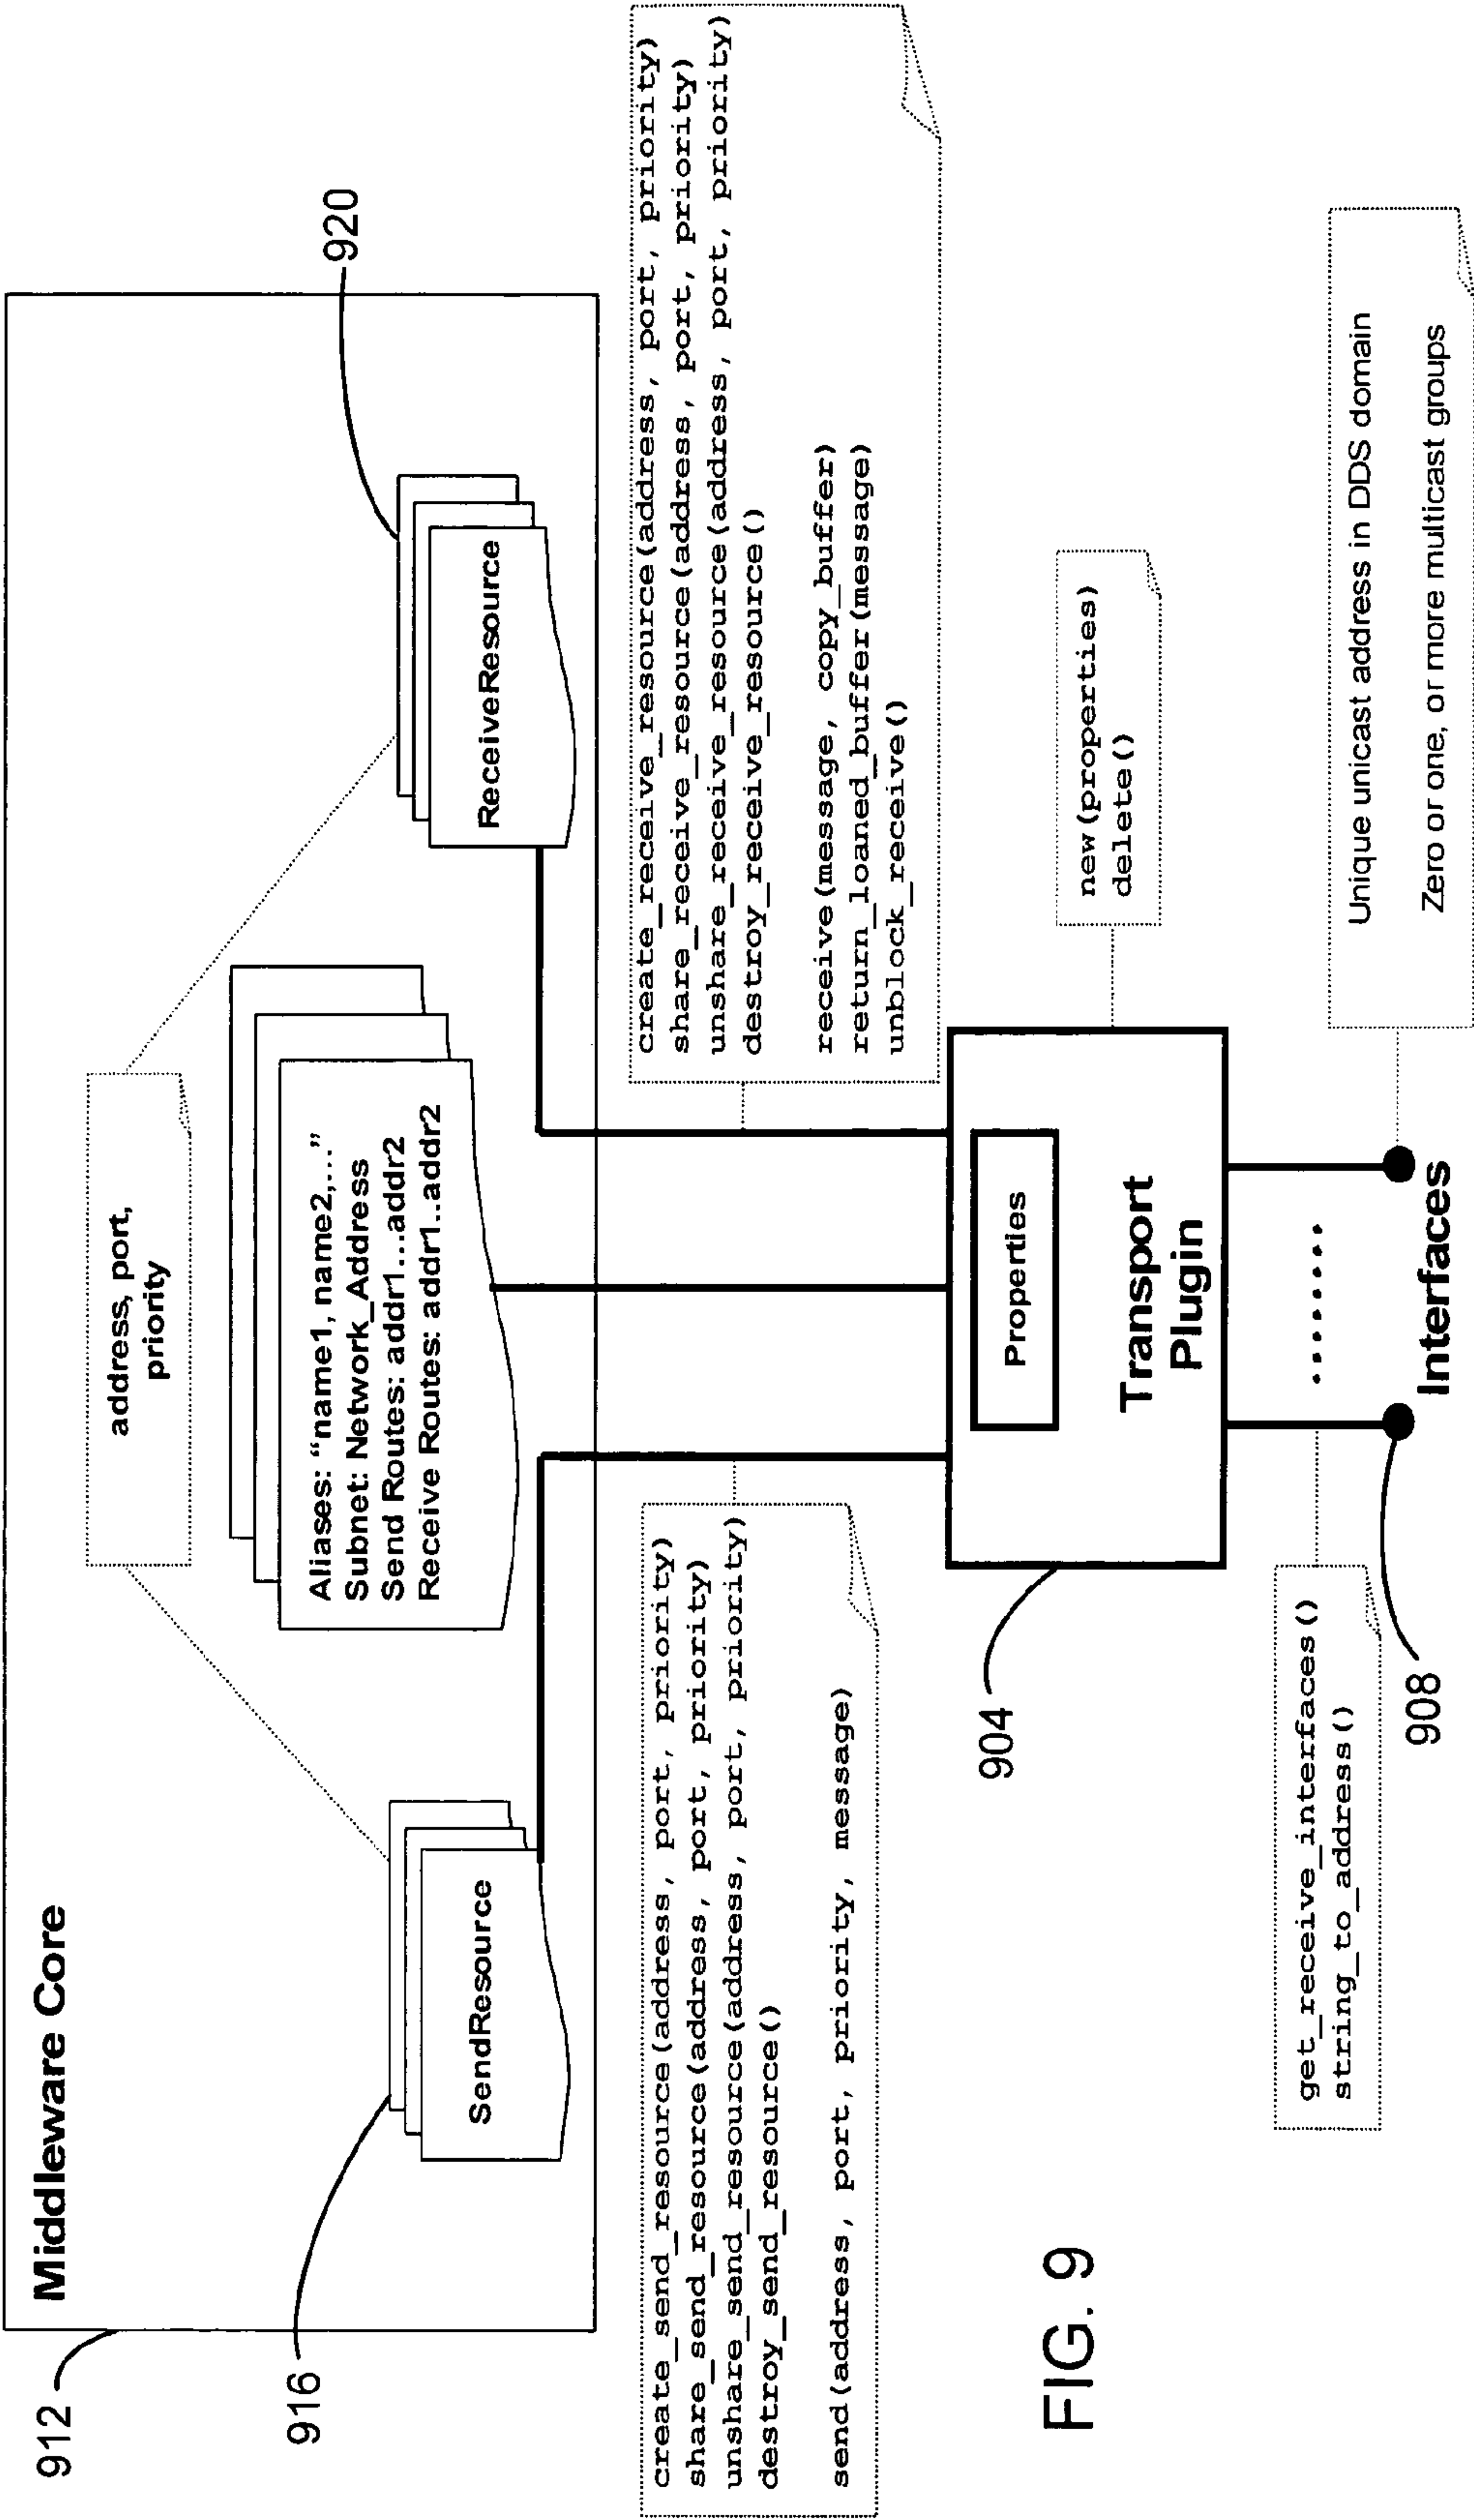 912
Middleware Core
916
920
address, port,
priority
Aliases: “name1, name2,...”
Subnet: Network_Address
Send Routes: addr1...addr2
Receive Routes: addr1..addr2
SendResource
ReceiveResource
create_send_resource(address, port, priority)
share_send_resource(address, port, priority)
unshare_send_resource(address, port, priority)
destroy_send_resource()
send(address, port, priority, message)
create_receive_resource(address, port, priority)
share_receive_resource(address, port, priority)
unshare_receive_resource(address, port, priority)
destroy_receive_resource()
receive(message, copy_buffer)
return_loaned_buffer(message)
unblock_receive()
904
Properties
Transport
Plugin
new(properties)
delete()
get_receive_interfaces()
string_to_address()
908
Interfaces
Unique unicast address in DDS domain
Zero or one, or more multicast groups
FIG. 9